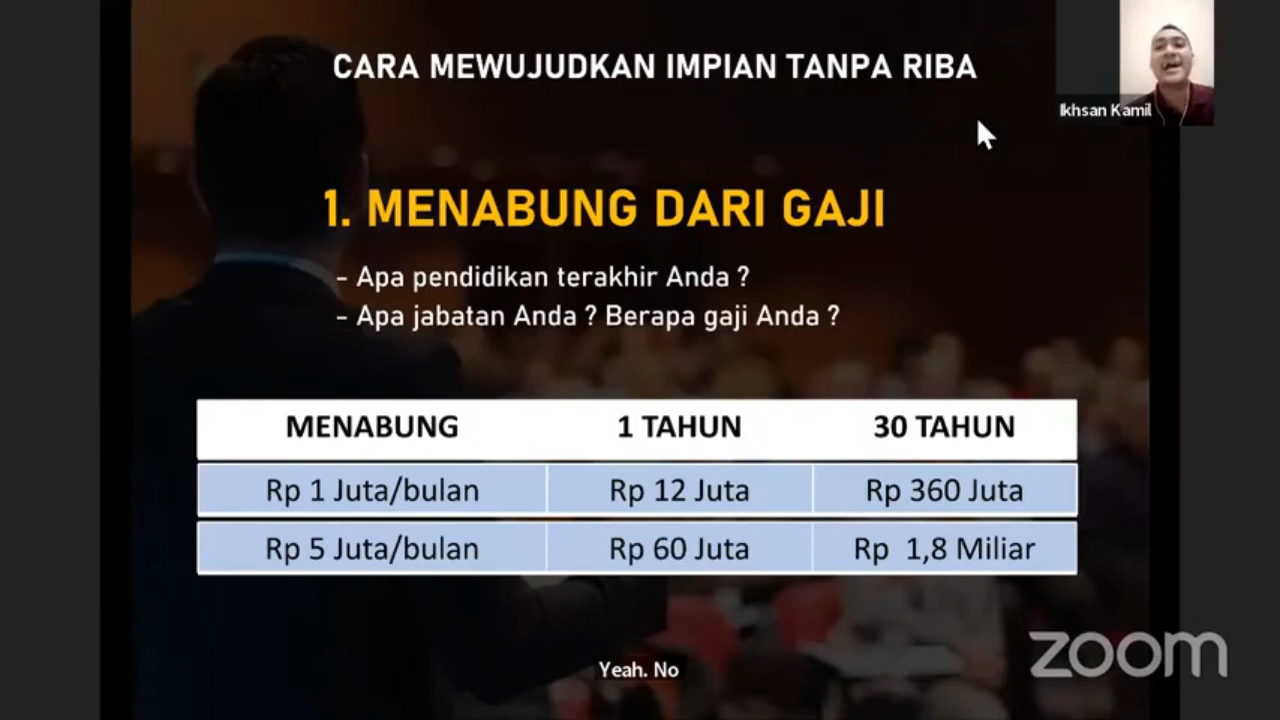 CARA MEWUJUDKAN IMPIAN TANPA RIBA
Ikhsan Kamil
1. MENABUNG DARI GAJI
- Apa pendidikan terakhir Anda ?
- Apa jabatan Anda ? Berapa gaji Anda ?
MENABUNG 1 TAHUN 30 TAHUN
Rp 1 Juta/bulan Rp 12 Juta Rp 360 Juta
Rp 5 Juta/bulan Rp 60 Juta Rp 1,8 Miliar
zoom
Yeah. No